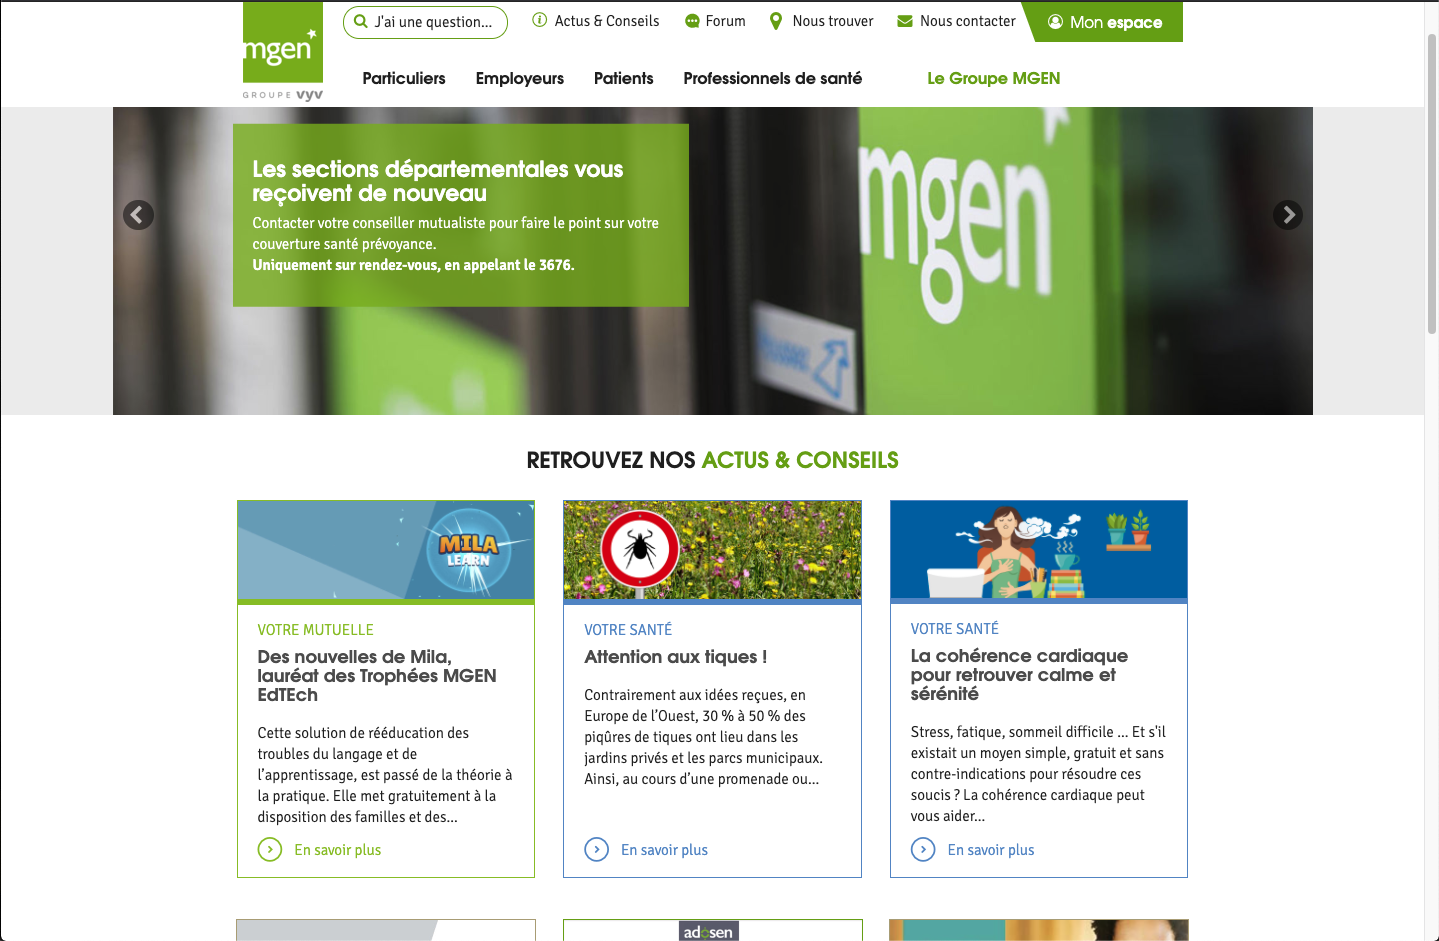 mgen
GROUPE vyv
J'ai une question...
Actus & Conseils
Forum
Nous trouver
Nous contacter
Mon espace
Particuliers
Employeurs
Patients
Professionnels de santé
Le Groupe MGEN
Les sections départementales vous
reçoivent de nouveau
Contacter votre conseiller mutualiste pour faire le point sur votre
couverture santé prévoyance.
Uniquement sur rendez-vous, en appelant le 3676.
mgen
RETROUVEZ NOS ACTUS & CONSEILS
MILA
LEARN
VOTRE MUTUELLE
Des nouvelles de Mila,
lauréat des Trophées MGEN
EdTEch
Cette solution de rééducation des
troubles du langage et de
l’apprentissage, est passé de la théorie à
la pratique. Elle met gratuitement à la
disposition des familles et des...
En savoir plus
VOTRE SANTÉ
Attention aux tiques !
Contrairement aux idées reçues, en
Europe de l’Ouest, 30 % à 50 % des
piqûres de tiques ont lieu dans les
jardins privés et les parcs municipaux.
Ainsi, au cours d’une promenade ou...
En savoir plus
VOTRE SANTÉ
La cohérence cardiaque
pour retrouver calme et
sérénité
Stress, fatigue, sommeil difficile ... Et s'il
existait un moyen simple, gratuit et sans
contre-indications pour résoudre ces
soucis ? La cohérence cardiaque peut
vous aider...
En savoir plus
adosen